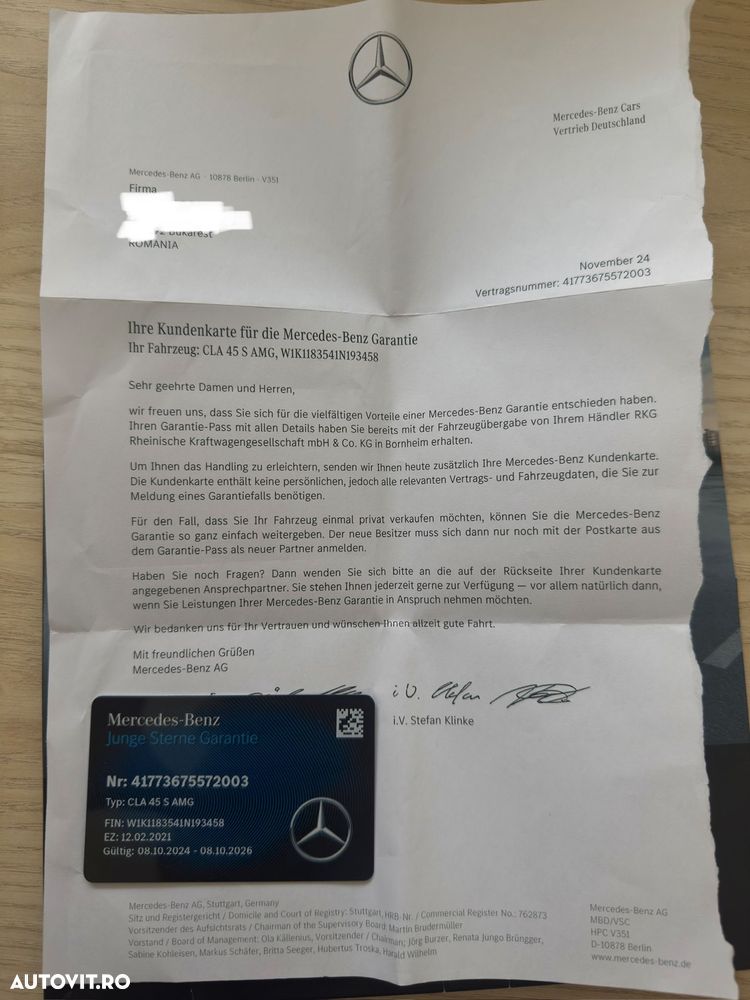 Mercedes-Benz Cars
Vertrieb Deutschland
Mercedes-Benz AG · 10878 Berlin · V351
Firma
Bukarest
ROMANIA
November 24
Vertragsnummer: 41773675572003
Ihre Kundenkarte für die Mercedes-Benz Garantie
Ihr Fahrzeug: CLA 45 S AMG, W1K1183541N193458
Sehr geehrte Damen und Herren,
wir freuen uns, dass Sie sich für die vielfältigen Vorteile einer Mercedes-Benz Garantie entschieden haben.
Ihren Garantie-Pass mit allen Details haben Sie bereits mit der Fahrzeugübergabe von Ihrem Händler RKG
Rheinische Kraftwagengesellschaft mbH & Co. KG in Bornheim erhalten.
Um Ihnen das Handling zu erleichtern, senden wir Ihnen heute zusätzlich Ihre Mercedes-Benz Kundenkarte.
Die Kundenkarte enthält keine persönlichen, jedoch alle relevanten Vertrags- und Fahrzeugdaten, die Sie zur
Meldung eines Garantiefalls benötigen.
Für den Fall, dass Sie Ihr Fahrzeug einmal privat verkaufen möchten, können Sie die Mercedes-Benz
Garantie so ganz einfach weitergeben. Der neue Besitzer muss sich dann nur noch mit der Postkarte aus
dem Garantie-Pass als neuer Partner anmelden.
Haben Sie noch Fragen? Dann wenden Sie sich bitte an die auf der Rückseite Ihrer Kundenkarte
angegebenen Ansprechpartner. Sie stehen Ihnen jederzeit gerne zur Verfügung — vor allem natürlich dann,
wenn Sie Leistungen Ihrer Mercedes-Benz Garantie in Anspruch nehmen möchten.
Wir bedanken uns für Ihr Vertrauen und wünschen Ihnen allzeit gute Fahrt.
Mit freundlichen Grüßen
Mercedes-Benz AG
i.V. Stefan
i.V. Stefan Klinke
Mercedes-Benz
Junge Sterne Garantie
Nr: 41773675572003
Typ: CLA 45 S AMG
FIN: W1K1183541N193458
EZ: 12.02.2021
Gültig: 08.10.2024 - 08.10.2026
Mercedes-Benz AG, Stuttgart, Germany
Sitz und Registergericht / Domicile and Court of Registry: Stuttgart, HRB-Nr. / Commercial Register No.: 762873
Vorsitzender des Aufsichtsrats / Chairman of the Supervisory Board: Martin Brudermüller
Vorstand / Board of Management: Ola Källenius, Vorsitzender / Chairman; Jörg Burzer, Renata Jungo Brüngger,
Sabine Kohleisen, Markus Schäfer, Britta Seeger, Hubertus Troska, Harald Wilhelm
Mercedes-Benz AG
MBD/VSC
HPC V351
D-10878 Berlin
www.mercedes-benz.de
AUTOVIT.RO